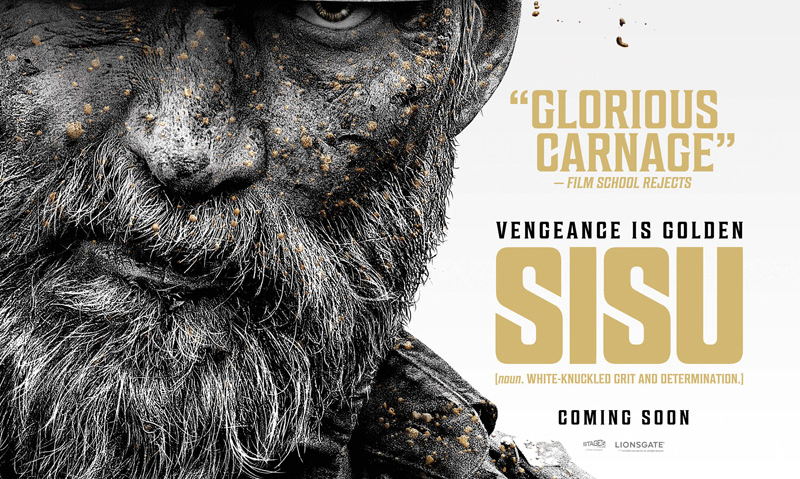 “GLORIOUS
CARNAGE”
— FILM SCHOOL REJECTS
VENGEANCE IS GOLDEN
SISU
[noun. WHITE-KNUCKLED GRIT AND DETERMINATION.]
COMING SOON
LIONSGATE